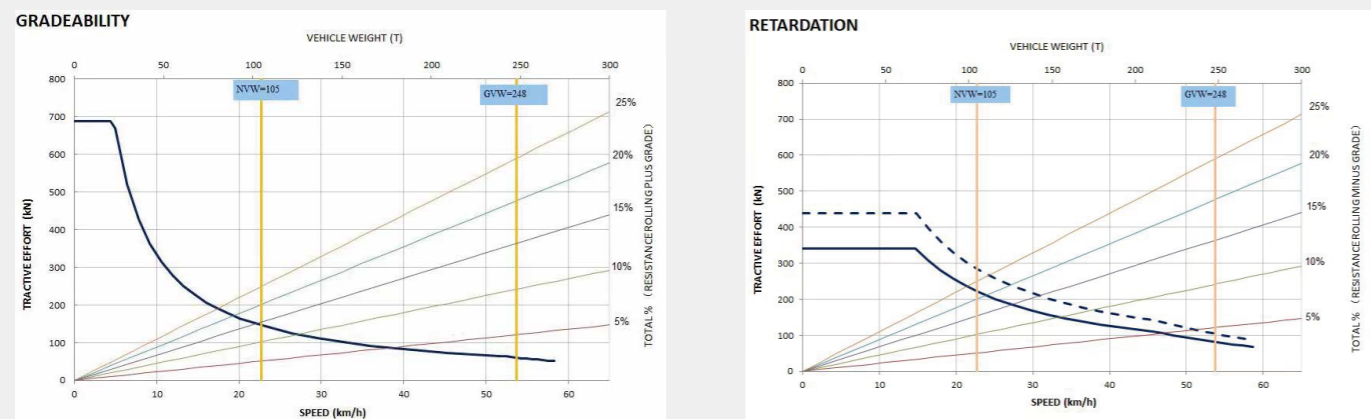 GRADEABILITY
VEHICLE WEIGHT (T)
0 50 100 150 200 250 300
800
700
600
500
400
300
200
100
0
TRACTIVE EFFORT (kN)
NVW=105
GVW=248
25%
20%
15%
10%
5%
TOTAL % (RESISTANCE ROLLING PLUS GRADE)
0 10 20 30 40 50 60
SPEED (km/h)
RETARDATION
VEHICLE WEIGHT (T)
0 50 100 150 200 250 300
800
700
600
500
400
300
200
100
0
TRACTIVE EFFORT (kN)
NVW=105
GVW=248
25%
20%
15%
10%
5%
TOTAL % (RESISTANCE ROLLING MINUS GRADE)
0 10 20 30 40 50 60
SPEED (km/h)